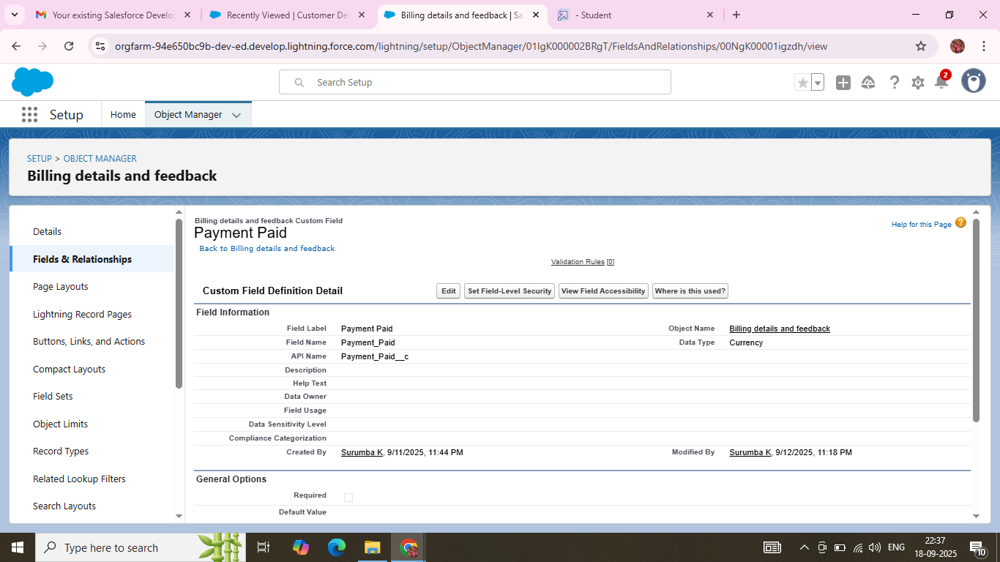 Your existing Salesforce Develo
Recently Viewed | Customer De
Billing details and feedback | Sa
- Student
orgfarm-94e650bc9b-dev-ed.develop.lightning.force.com/lightning/setup/ObjectManager/01IgK000002BRgT/FieldsAndRelationships/00NgK00001igzdh/view
Search Setup
2
Setup
Home
Object Manager
SETUP > OBJECT MANAGER
Billing details and feedback
Details
Fields & Relationships
Page Layouts
Lightning Record Pages
Buttons, Links, and Actions
Compact Layouts
Field Sets
Object Limits
Record Types
Related Lookup Filters
Search Layouts
Billing details and feedback Custom Field
Payment Paid
Back to Billing details and feedback
Help for this Page ?
Validation Rules [0]
Custom Field Definition Detail
Edit
Set Field-Level Security
View Field Accessibility
Where is this used?
Field Information
Field Label Payment Paid Object Name Billing details and feedback
Field Name Payment_Paid Data Type Currency
API Name Payment_Paid__c
Description
Help Text
Data Owner
Field Usage
Data Sensitivity Level
Compliance Categorization
Created By Surumba K, 9/11/2025, 11:44 PM Modified By Surumba K, 9/12/2025, 11:18 PM
General Options
Required
Default Value
Type here to search
ENG
22:37
18-09-2025
10